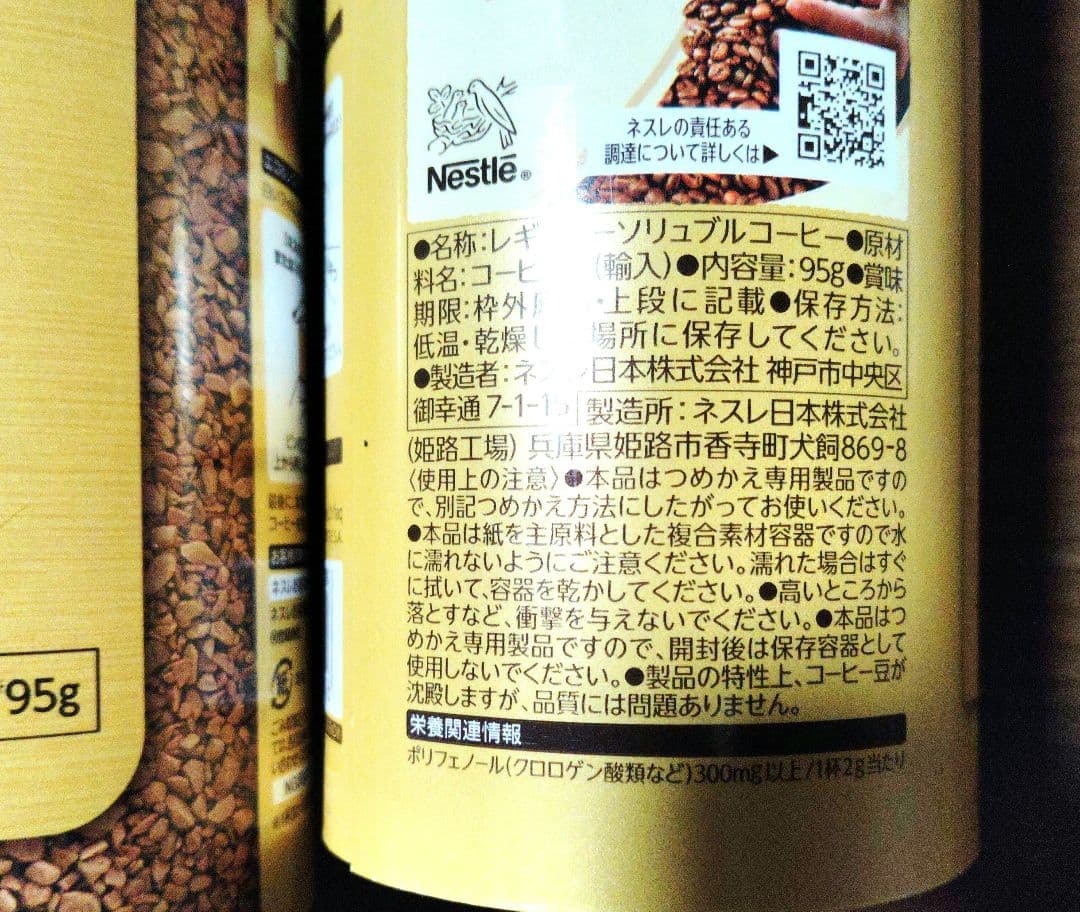 Nestlé®
ネスレの責任ある
調達について詳しくは▶
●名称:レギ ーソリュブルコーヒー●原材
料名:コーヒ (輸入)●内容量:95g●賞味
期限:枠外 ・上段に記載●保存方法:
低温・乾燥し 場所に保存してください。
●製造者:ネスレ日本株式会社 神戸市中央区
御幸通 7-1-15 製造所:ネスレ日本株式会社
(姫路工場) 兵庫県姫路市香寺町犬飼869-8
〈使用上の注意〉●本品はつめかえ専用製品ですの
で、別記つめかえ方法にしたがってお使いください。
●本品は紙を主原料とした複合素材容器ですので水
に濡れないようにご注意ください。濡れた場合はすぐ
に拭いて、容器を乾かしてください。●高いところから
落とすなど、衝撃を与えないでください。●本品はつ
めかえ専用製品ですので、開封後は保存容器として
使用しないでください。●製品の特性上、コーヒー豆が
沈殿しますが、品質には問題ありません。
栄養関連情報
ポリフェノール(クロロゲン酸類など)300mg以上/1杯2g当たり
95g